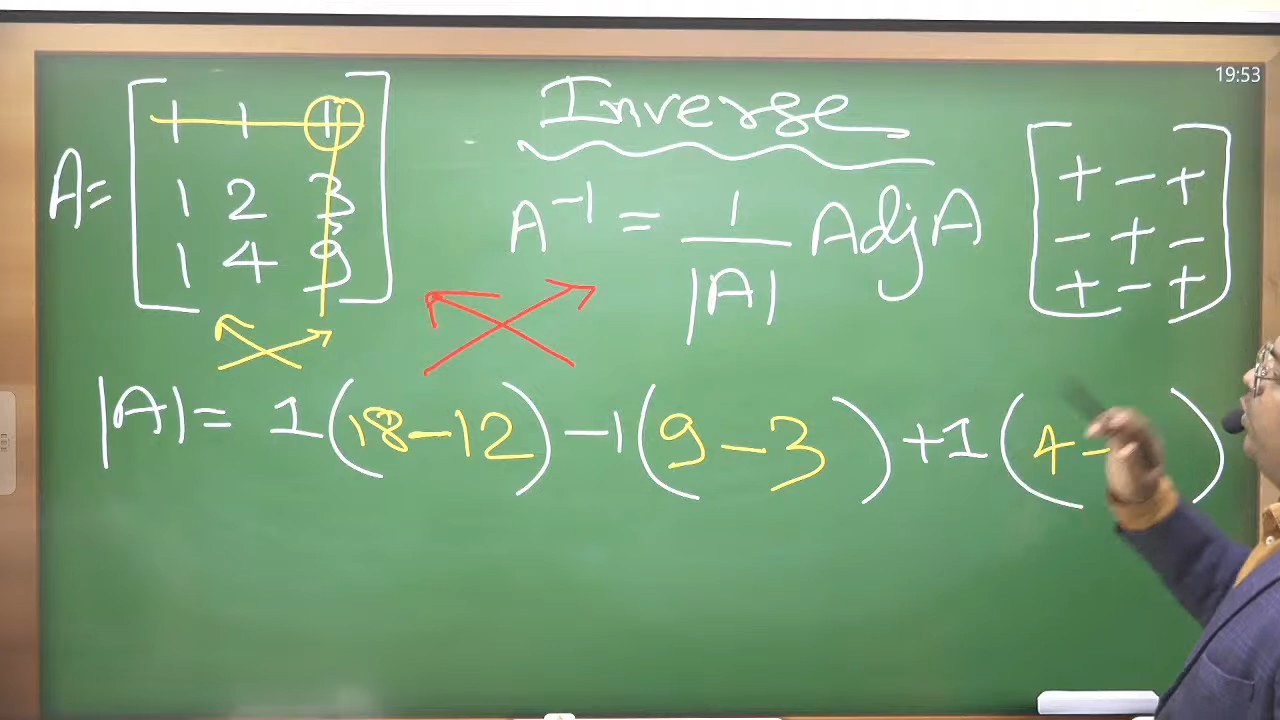 19:53
Inverse
A = [ 1 1 1
1 2 3
1 4 9 ]
A⁻¹ = 1/|A| Adj A
[ + − +
− + −
+ − + ]
|A| = 1(18−12) −1(9−3) +1(4− )